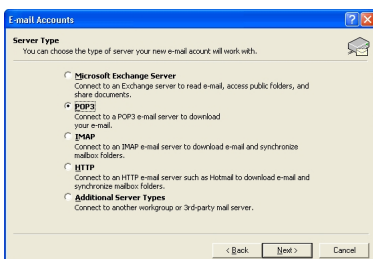 E-mail Accounts
Server Type
You can choose the type of server your new e-mail acount will work with.
Microsoft Exchange Server
Connect to an Exchange server to read e-mail, access public folders, and
share documents.
POP3
Connect to a POP3 e-mail server to download
your e-mail.
IMAP
Connect to an IMAP e-mail server to download e-mail and synchronize
mailbox folders.
HTTP
Connect to an HTTP e-mail server such as Hotmail to download e-mail and
synchronize mailbox folders.
Additional Server Types
Connect to another workgroup or 3rd-party mail server.
< Back Next > Cancel